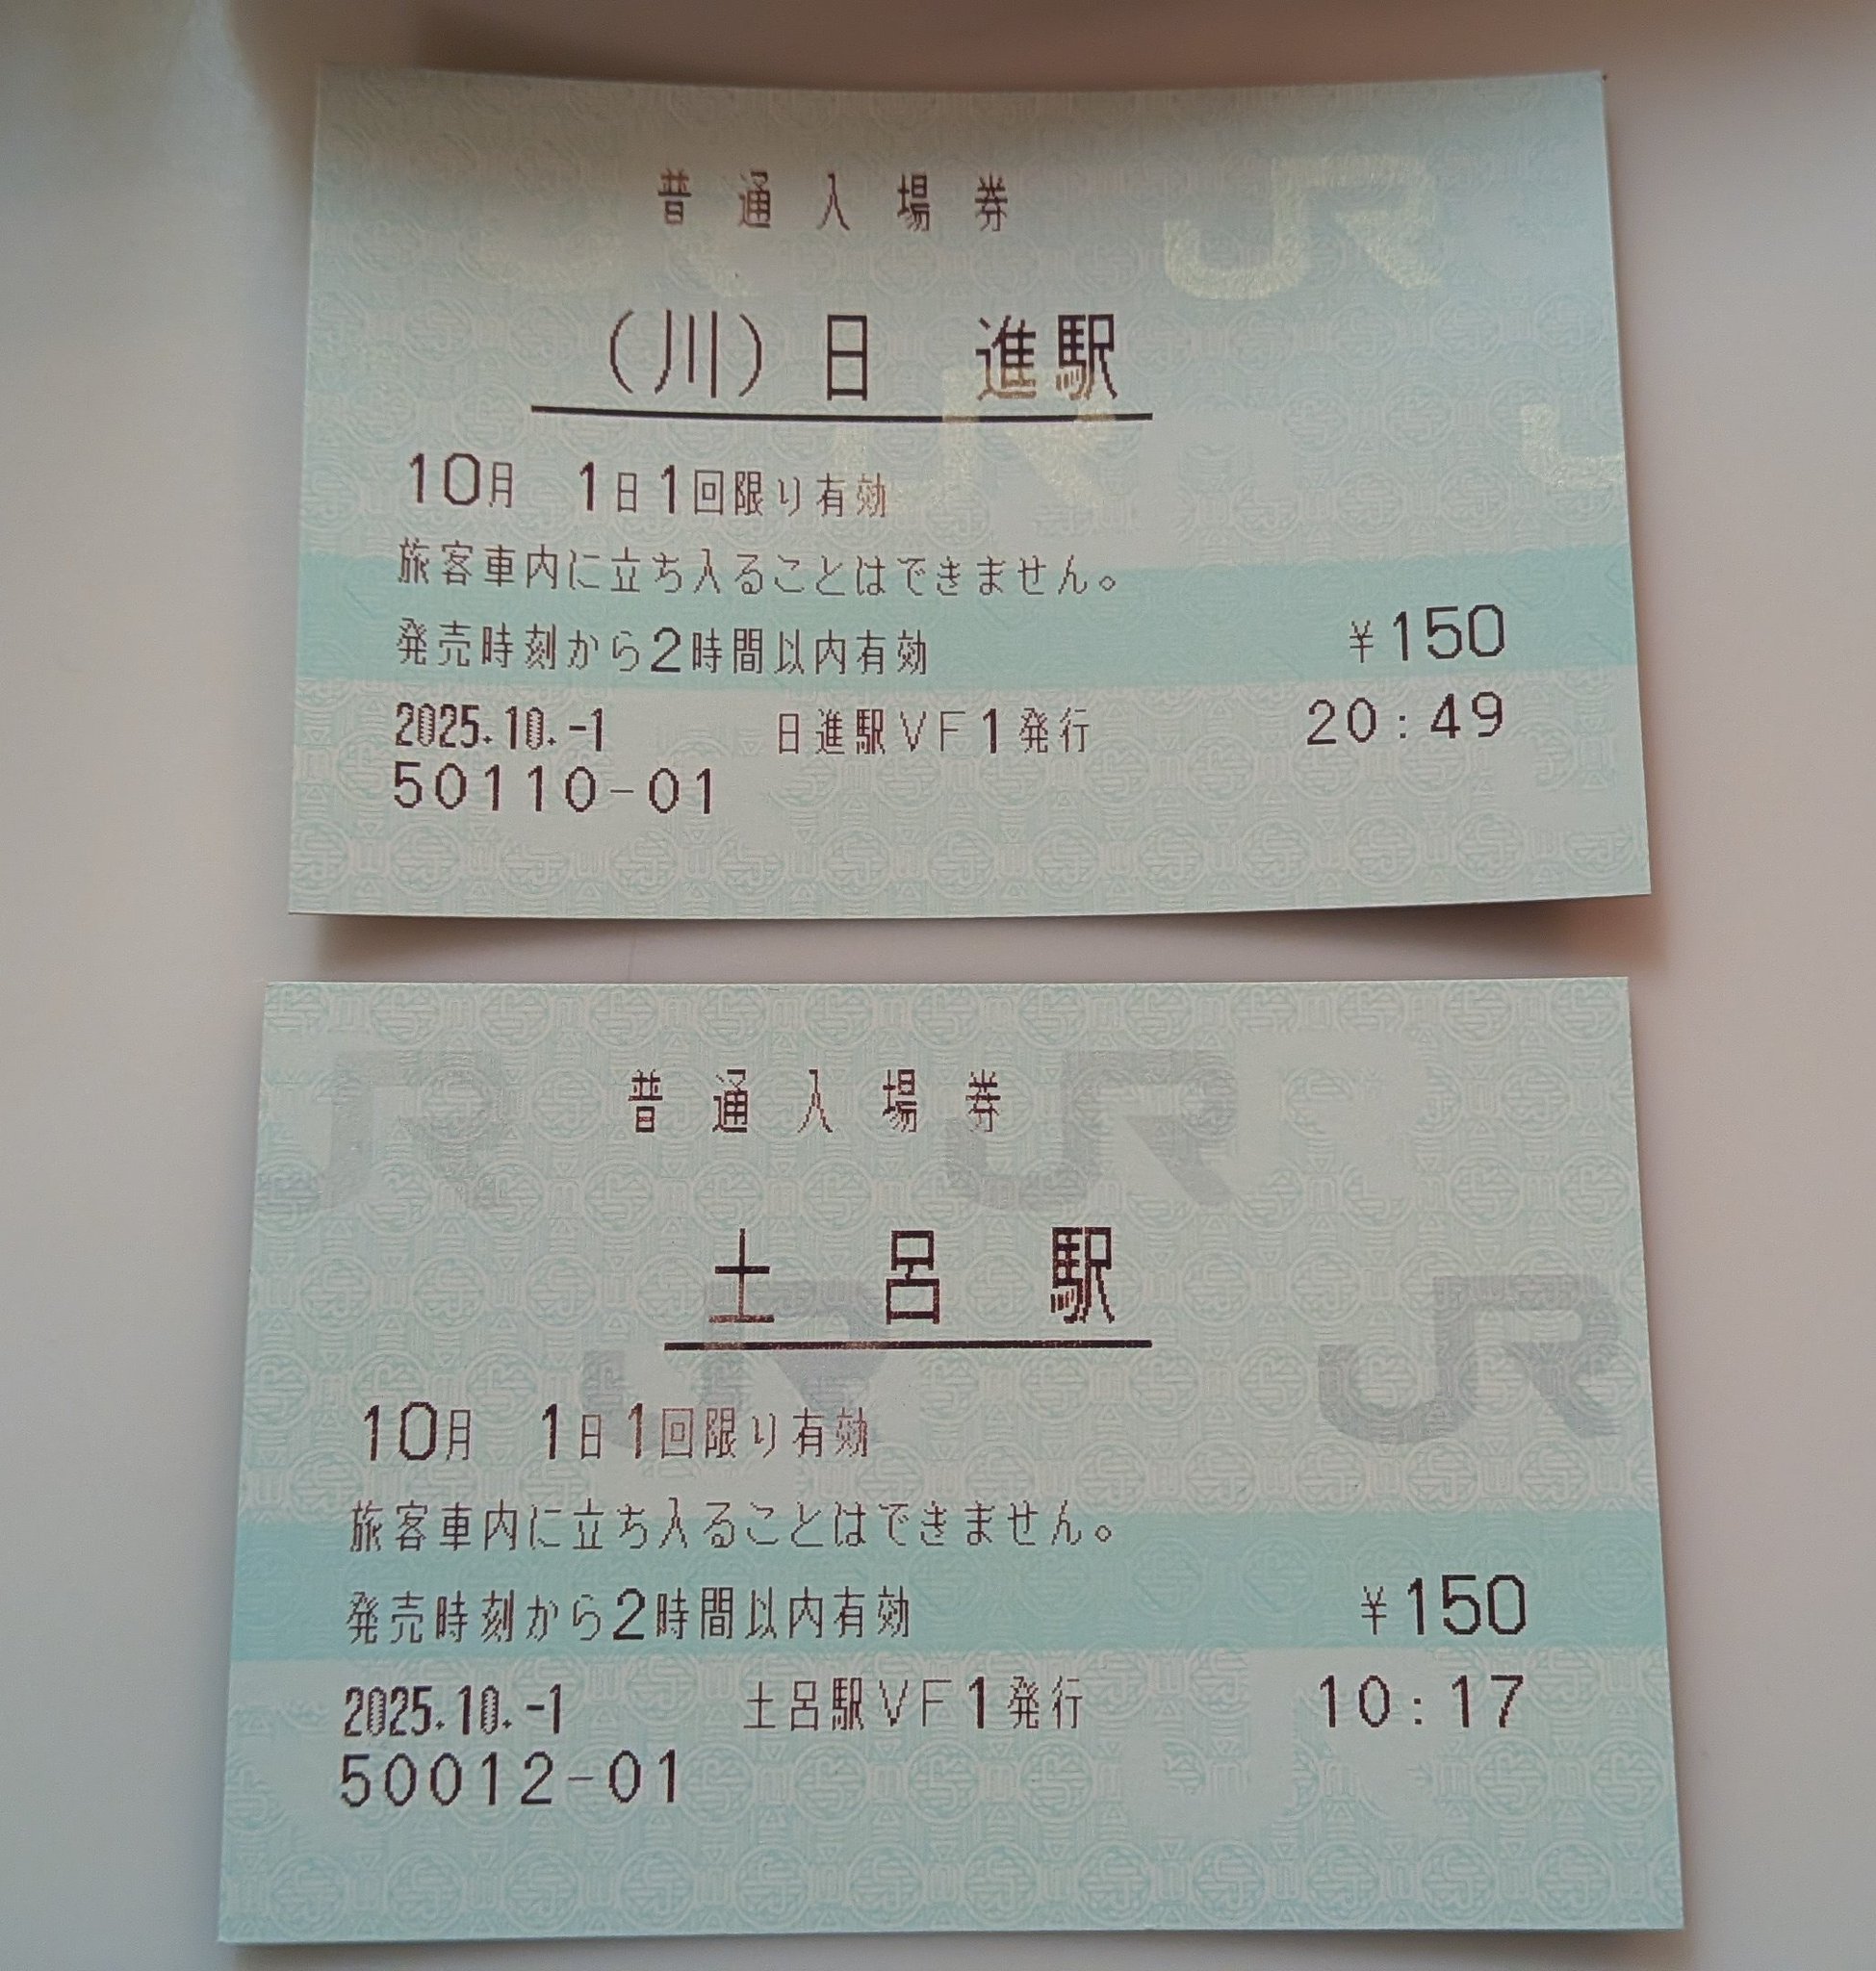 普通入場券
（川）日　進駅
10月　1日1回限り有効
旅客車内に立ち入ることはできません。
発売時刻から2時間以内有効　¥150
2025.10.-1　日進駅VF1発行　20:49
50110-01
普通入場券
土　呂　駅
10月　1日1回限り有効
旅客車内に立ち入ることはできません。
発売時刻から2時間以内有効　¥150
2025.10.-1　土呂駅VF1発行　10:17
50012-01